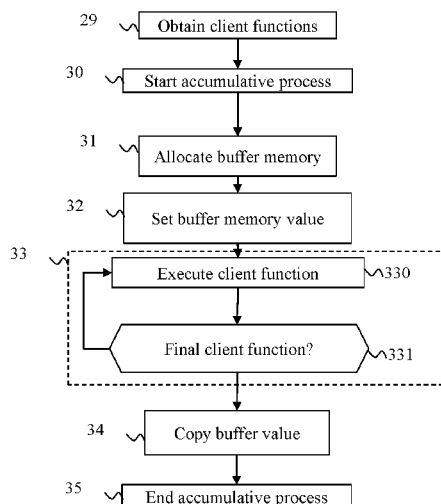 29
Obtain client functions
30
Start accumulative process
31
Allocate buffer memory
32
Set buffer memory value
33
Execute client function
330
Final client function?
331
34
Copy buffer value
35
End accumulative process